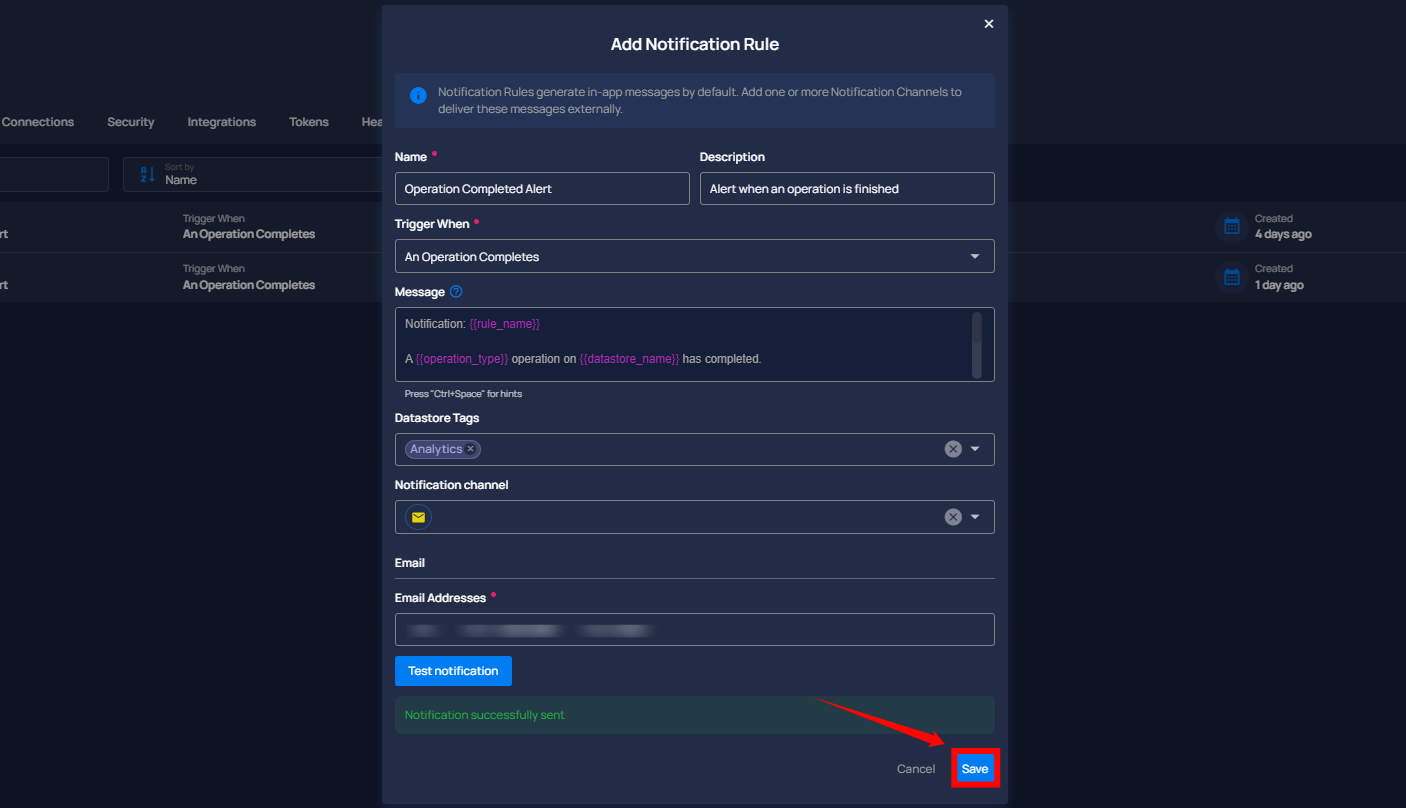 Add Notification Rule
Notification Rules generate in-app messages by default. Add one or more Notification Channels to
deliver these messages externally.
Connections Security Integrations Tokens Hea
Name *
Description
Sort by
Name
Operation Completed Alert
Alert when an operation is finished
Trigger When *
Trigger When
An Operation Completes
rt
Created
4 days ago
An Operation Completes
Trigger When
An Operation Completes
rt
Created
1 day ago
Message
Notification: {{rule_name}}
A {{operation_type}} operation on {{datastore_name}} has completed.
Press "Ctrl+Space" for hints
Datastore Tags
Analytics
Notification channel
Email
Email Addresses *
Test notification
Notification successfully sent
Cancel
Save